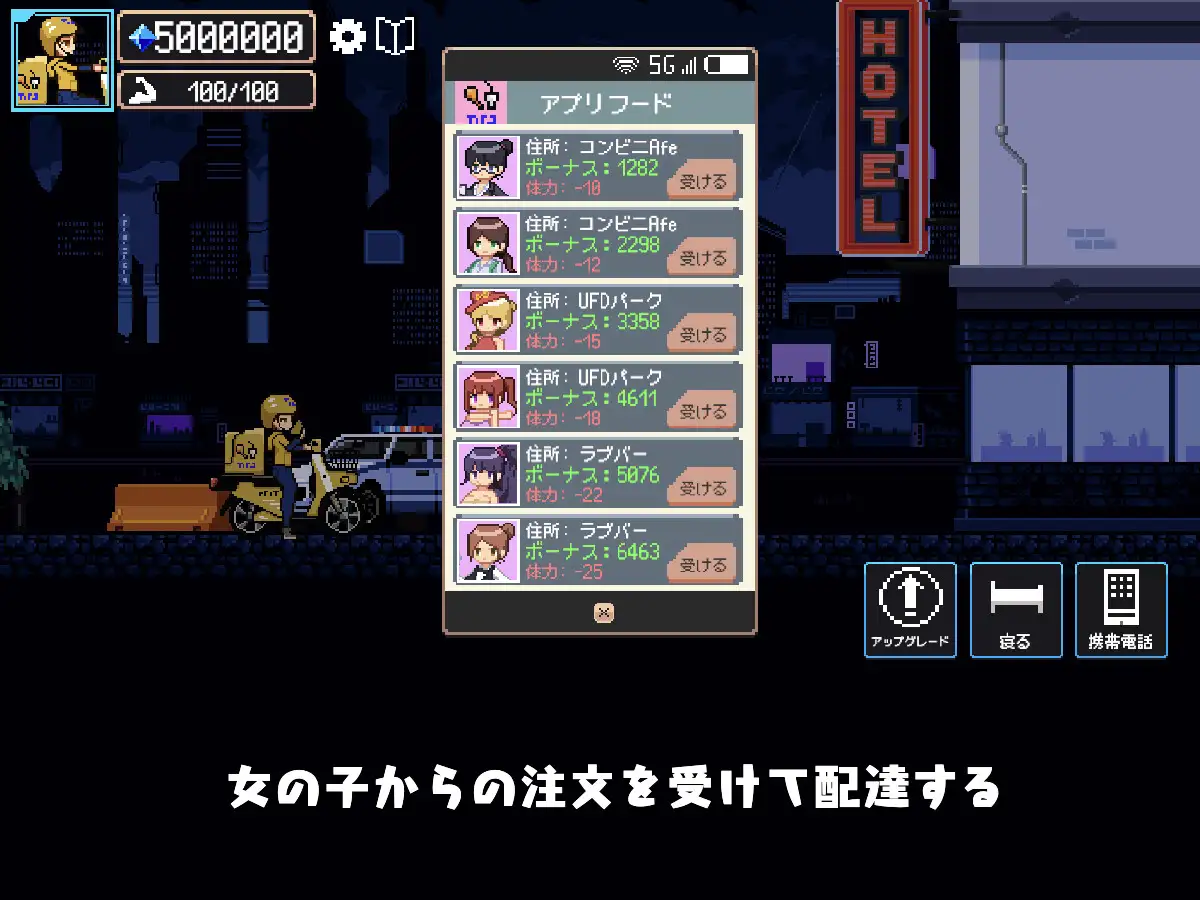 5000000
100/100
5G
アプリフード
住所: コンビニAfe
ボーナス:1282
体力: -10
受ける
住所: コンビニAfe
ボーナス:2298
体力: -12
受ける
住所: UFDパーク
ボーナス:3358
体力: -15
受ける
住所: UFDパーク
ボーナス:4611
体力: -18
受ける
住所: ラブバー
ボーナス:5076
体力: -22
受ける
住所: ラブバー
ボーナス:6463
体力: -25
受ける
HOTEL
アップグレード
寝る
携帯電話
女の子からの注文を受けて配達する